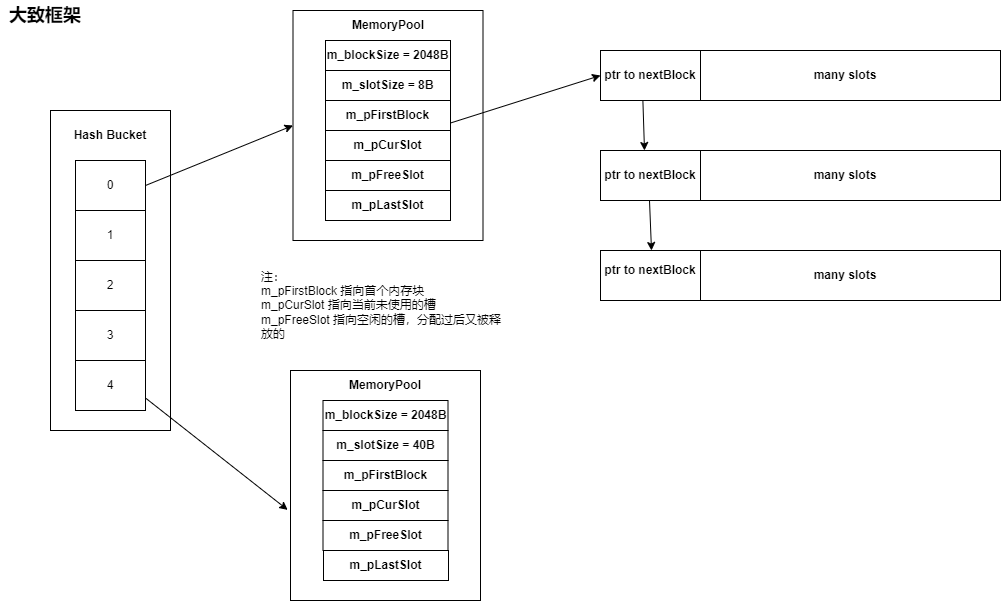 大致框架
Hash Bucket
0
1
2
3
4
MemoryPool
m_blockSize = 2048B
m_slotSize = 8B
m_pFirstBlock
m_pCurSlot
m_pFreeSlot
m_pLastSlot
ptr to nextBlock
many slots
ptr to nextBlock
many slots
ptr to nextBlock
many slots
注：
m_pFirstBlock 指向首个内存块
m_pCurSlot 指向当前未使用的槽
m_pFreeSlot 指向空闲的槽，分配过后又被释
放的
MemoryPool
m_blockSize = 2048B
m_slotSize = 40B
m_pFirstBlock
m_pCurSlot
m_pFreeSlot
m_pLastSlot